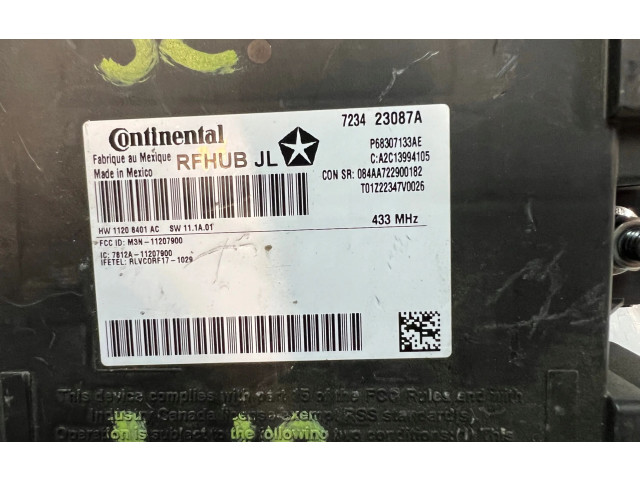 7234 23087A
Continental
RFHUB JL
Fabrique au Mexique
Made in Mexico
P68307133AE
C:A2C13994105
CON SR: 084AA722900182
T01Z22347V0026
433 MHz
HW 1120 8401 AC SW 11.1A.01
FCC ID: M3N-11207900
IC: 7812A-11207900
IFETEL: RLVCORF17-1029
This device complies with part 15 of the FCC Rules and with
Industry Canada license-exempt RSS standard(s).
Operation is subject to the following two conditions: (1) This